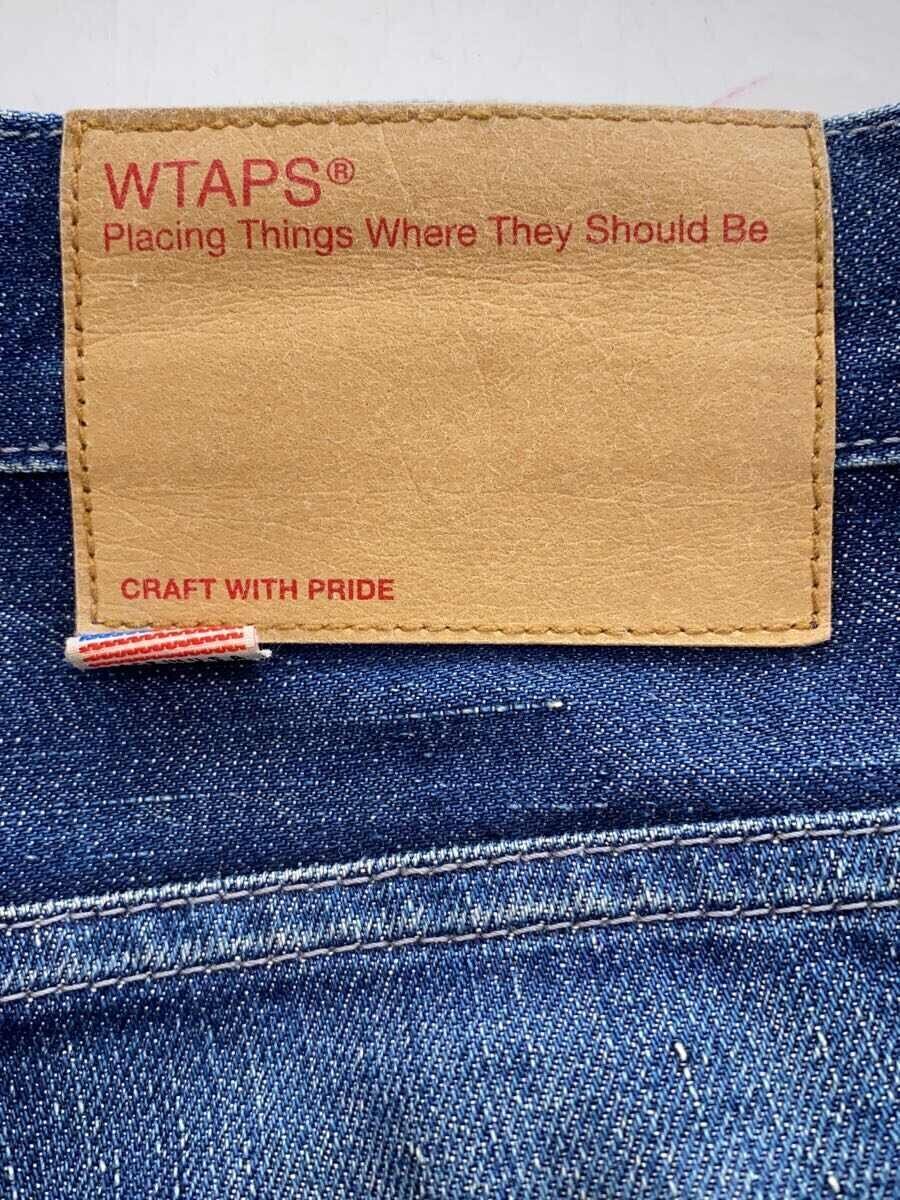 WTAPS®
Placing Things Where They Should Be
CRAFT WITH PRIDE